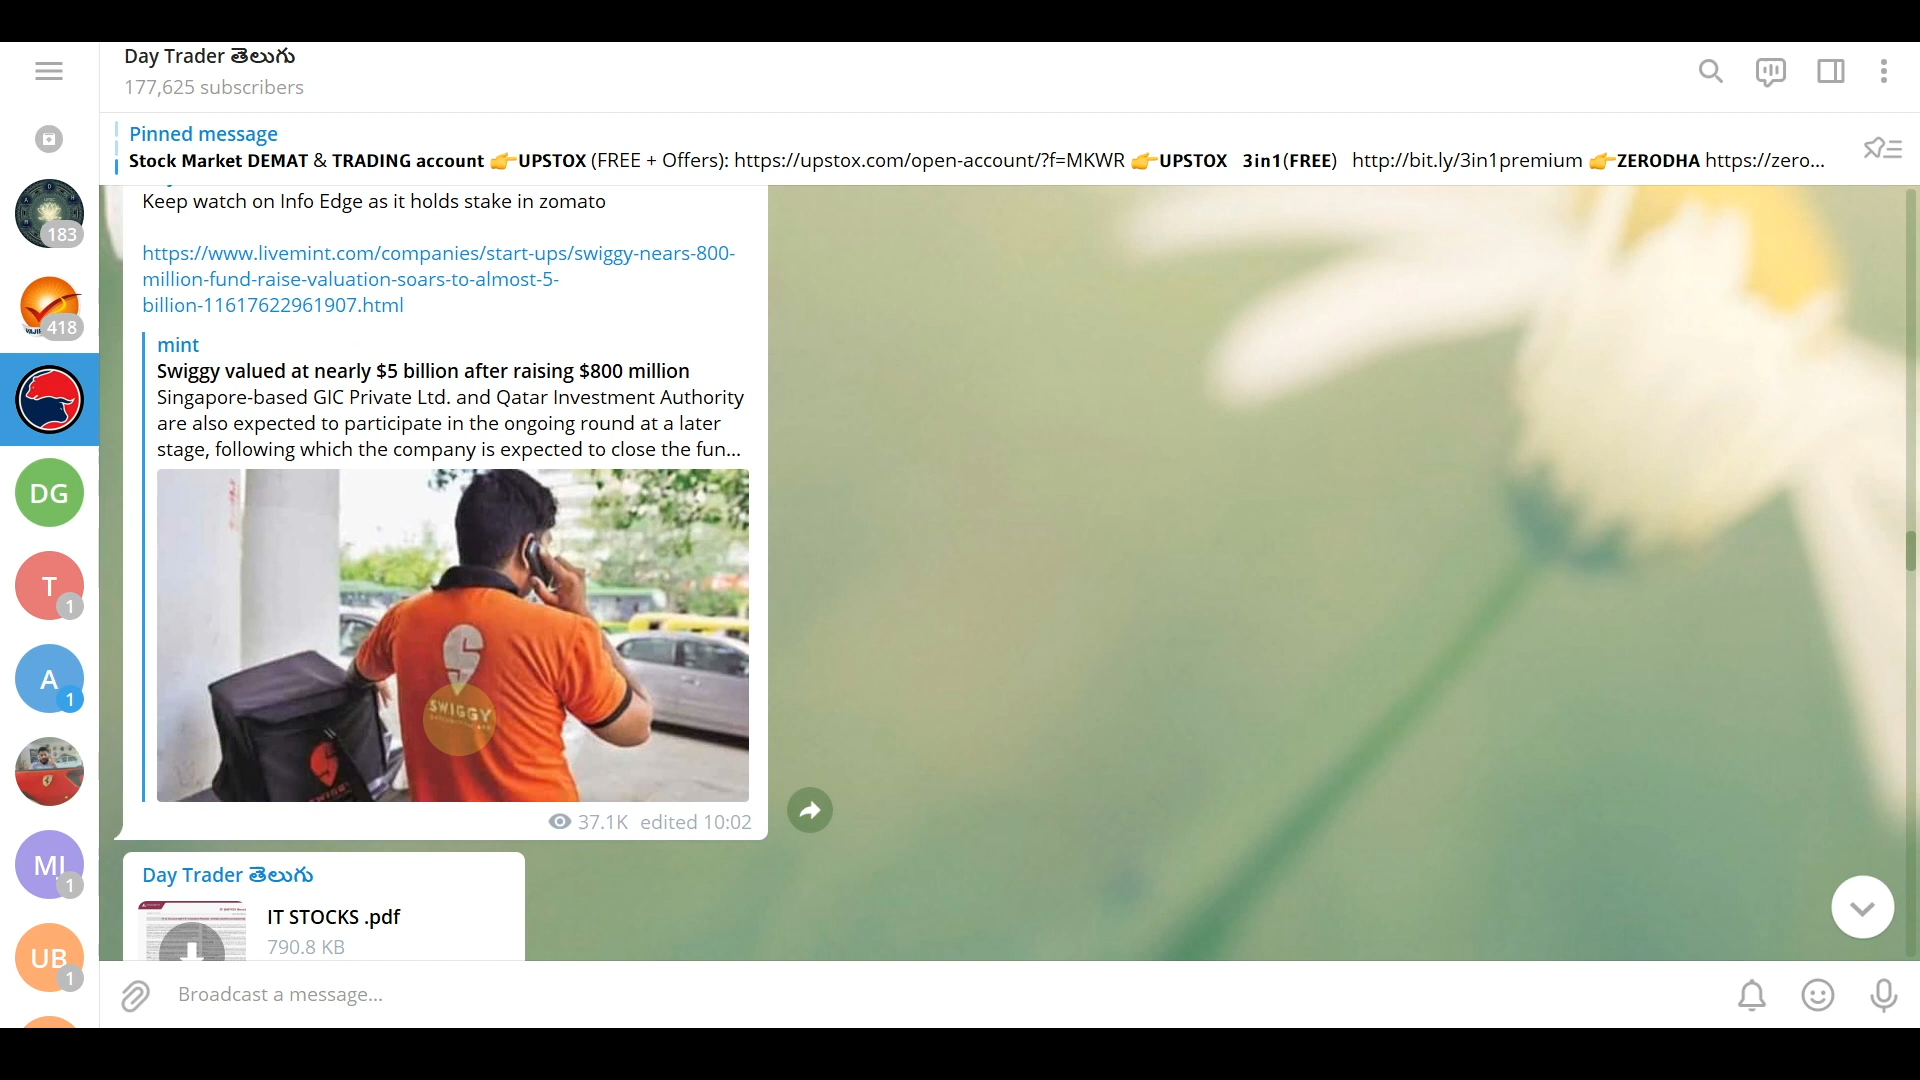 Day Trader తెలుగు
177,625 subscribers
Pinned message
Stock Market DEMAT & TRADING account 👉UPSTOX (FREE + Offers): https://upstox.com/open-account/?f=MKWR 👉UPSTOX 3in1(FREE) http://bit.ly/3in1premium 👉ZERODHA https://zero...
183
418
DG
T
1
A
1
MI
1
UB
1
Keep watch on Info Edge as it holds stake in zomato
https://www.livemint.com/companies/start-ups/swiggy-nears-800-
million-fund-raise-valuation-soars-to-almost-5-
billion-11617622961907.html
mint
Swiggy valued at nearly $5 billion after raising $800 million
Singapore-based GIC Private Ltd. and Qatar Investment Authority
are also expected to participate in the ongoing round at a later
stage, following which the company is expected to close the fun...
SWIGGY
SWIGGY
37.1K edited 10:02
Day Trader తెలుగు
IT STOCKS .pdf
790.8 KB
Broadcast a message...